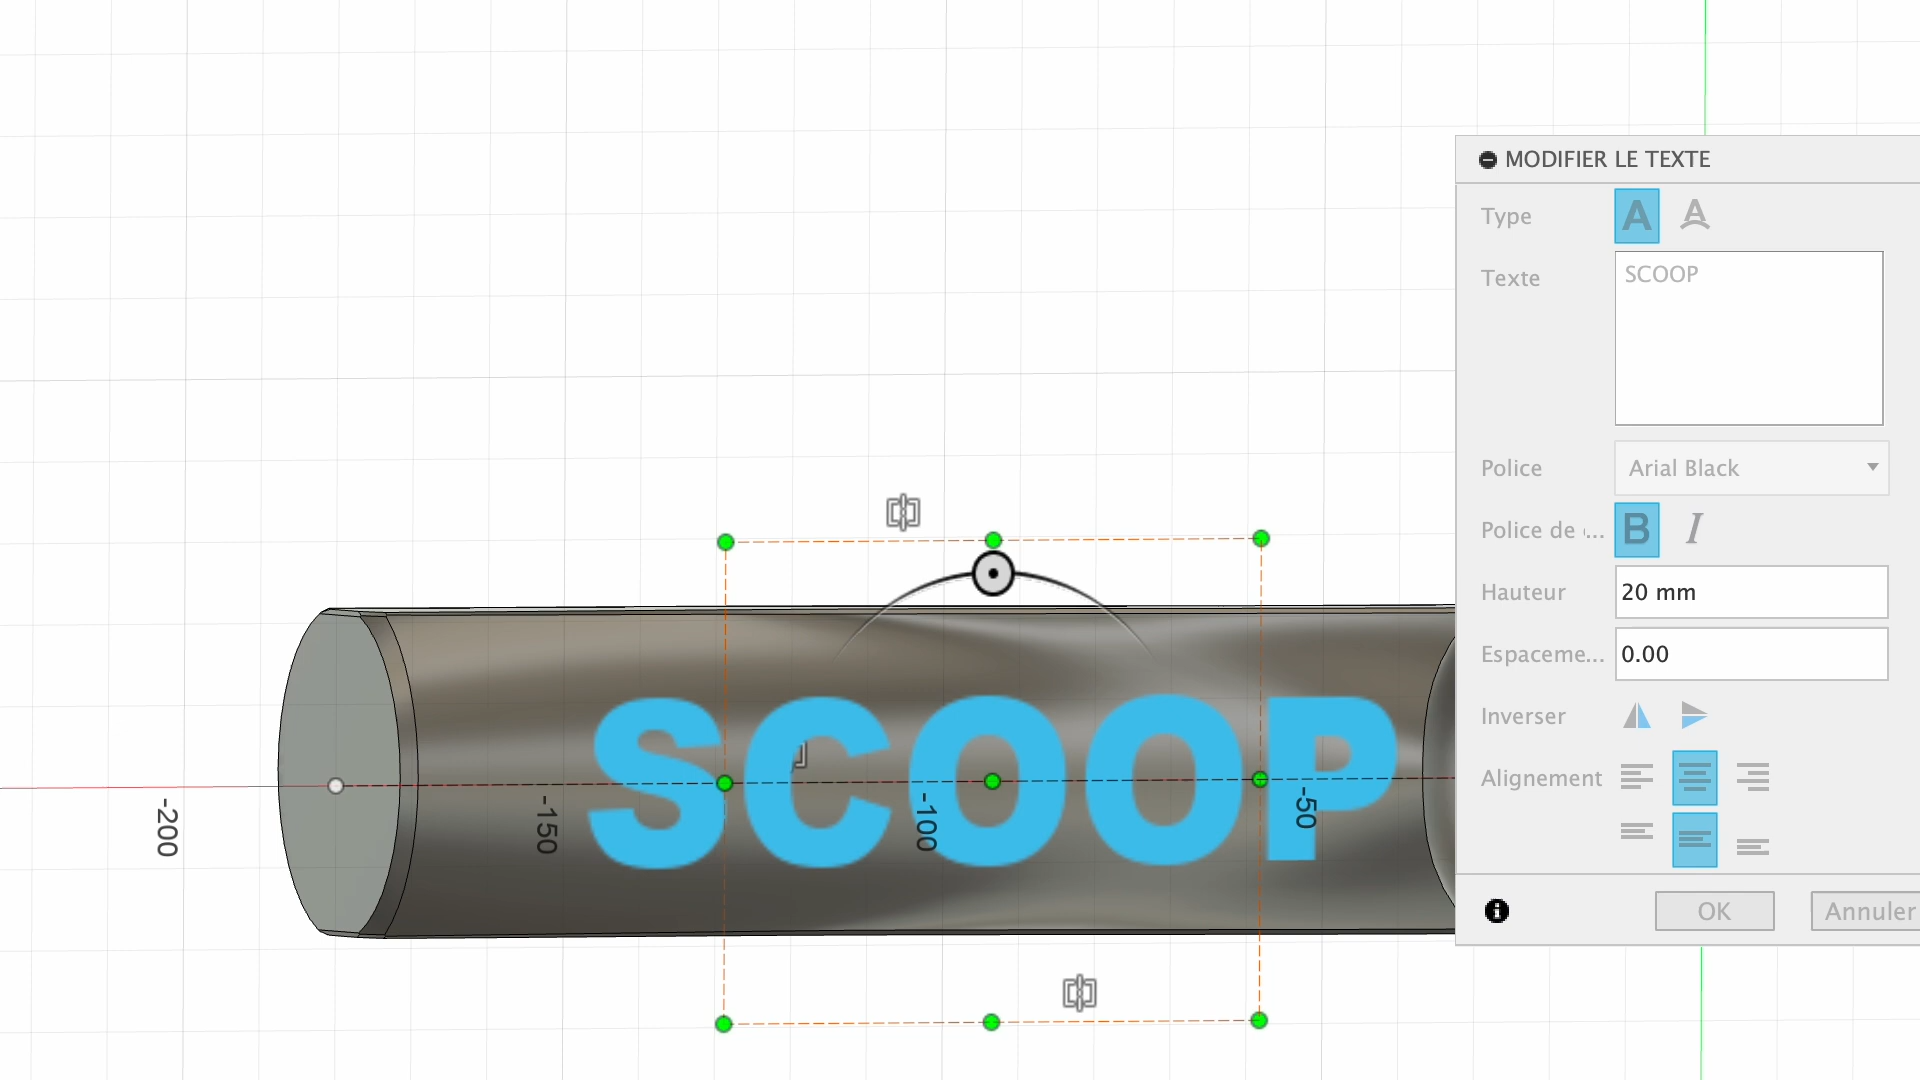 MODIFIER LE TEXTE
Type
A
A
Texte
SCOOP
Police
Arial Black
Police de c...
B
I
Hauteur
20 mm
Espaceme...
0.00
Inverser
Alignement
OK
Annuler
SCOOP
-200
-150
-100
-50